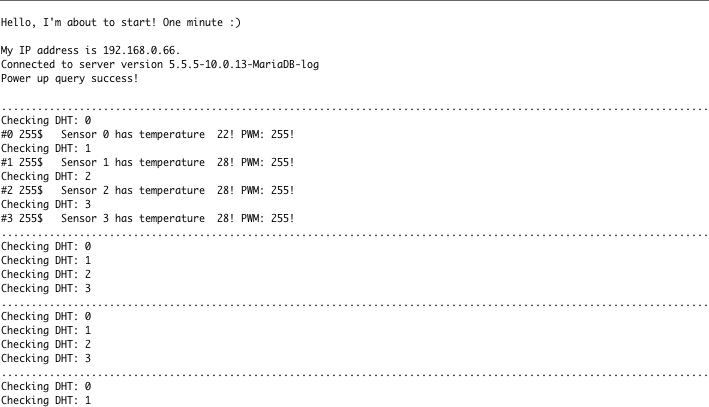 Hello, I'm about to start! One minute :)
My IP address is 192.168.0.66.
Connected to server version 5.5.5-10.0.13-MariaDB-log
Power up query success!
......................................................................................................................
Checking DHT: 0
#0 255$   Sensor 0 has temperature  22! PWM: 255!
Checking DHT: 1
#1 255$   Sensor 1 has temperature  28! PWM: 255!
Checking DHT: 2
#2 255$   Sensor 2 has temperature  28! PWM: 255!
Checking DHT: 3
#3 255$   Sensor 3 has temperature  28! PWM: 255!
......................................................................................................................
Checking DHT: 0
Checking DHT: 1
Checking DHT: 2
Checking DHT: 3
......................................................................................................................
Checking DHT: 0
Checking DHT: 1
Checking DHT: 2
Checking DHT: 3
......................................................................................................................
Checking DHT: 0
Checking DHT: 1